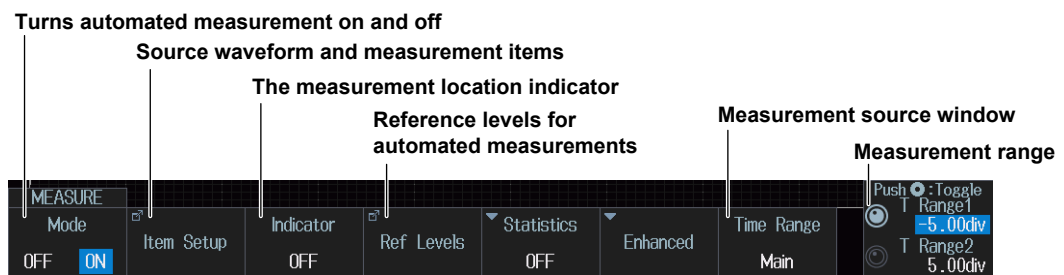 Turns automated measurement on and off
Source waveform and measurement items
The measurement location indicator
Reference levels for
automated measurements
Measurement source window
Measurement range
MEASURE
Mode
OFF ON
Item Setup
Indicator
OFF
Ref Levels
Statistics
OFF
Enhanced
Time Range
Main
Push :Toggle
T Range1
-5.00div
T Range2
5.00div